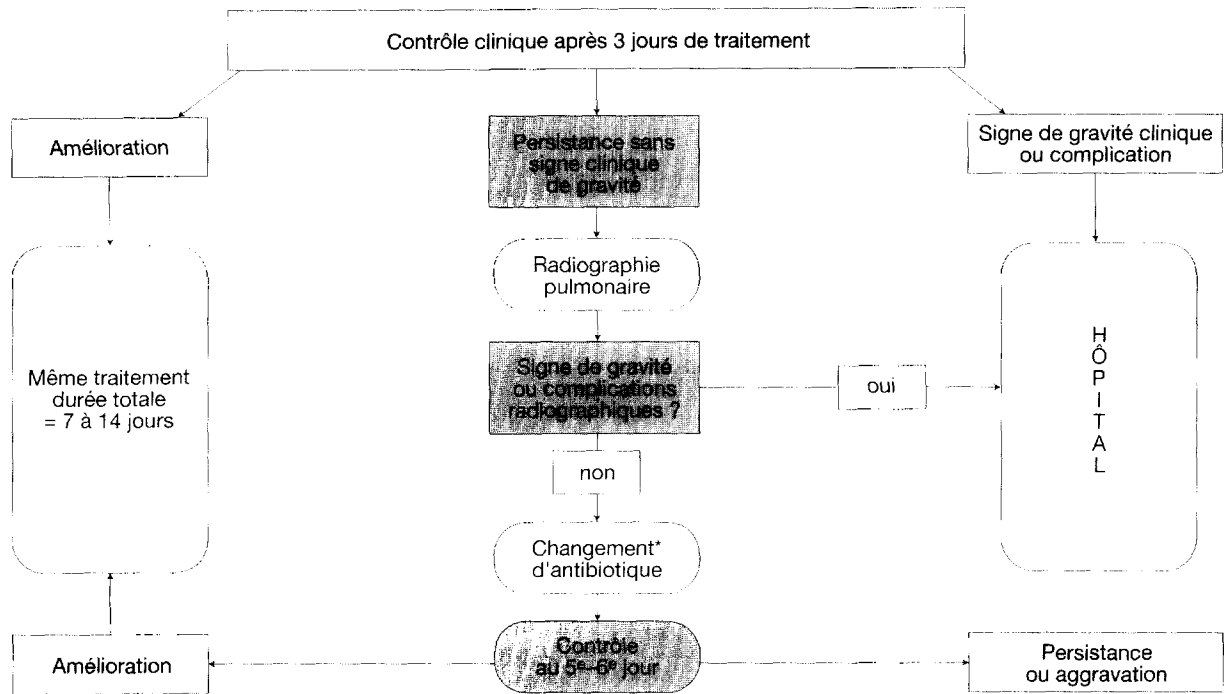 Contrôle clinique après 3 jours de traitement
Amélioration
Persistance sans
signe clinique
de gravité
Signe de gravité clinique
ou complication
Radiographie
pulmonaire
Même traitement
durée totale
= 7 à 14 jours
Signe de gravité
ou complications
radiographiques ?
oui
HÔPITAL
non
Changement*
d'antibiotique
Amélioration
Contrôle
au 5e-6e jour
Persistance
ou aggravation